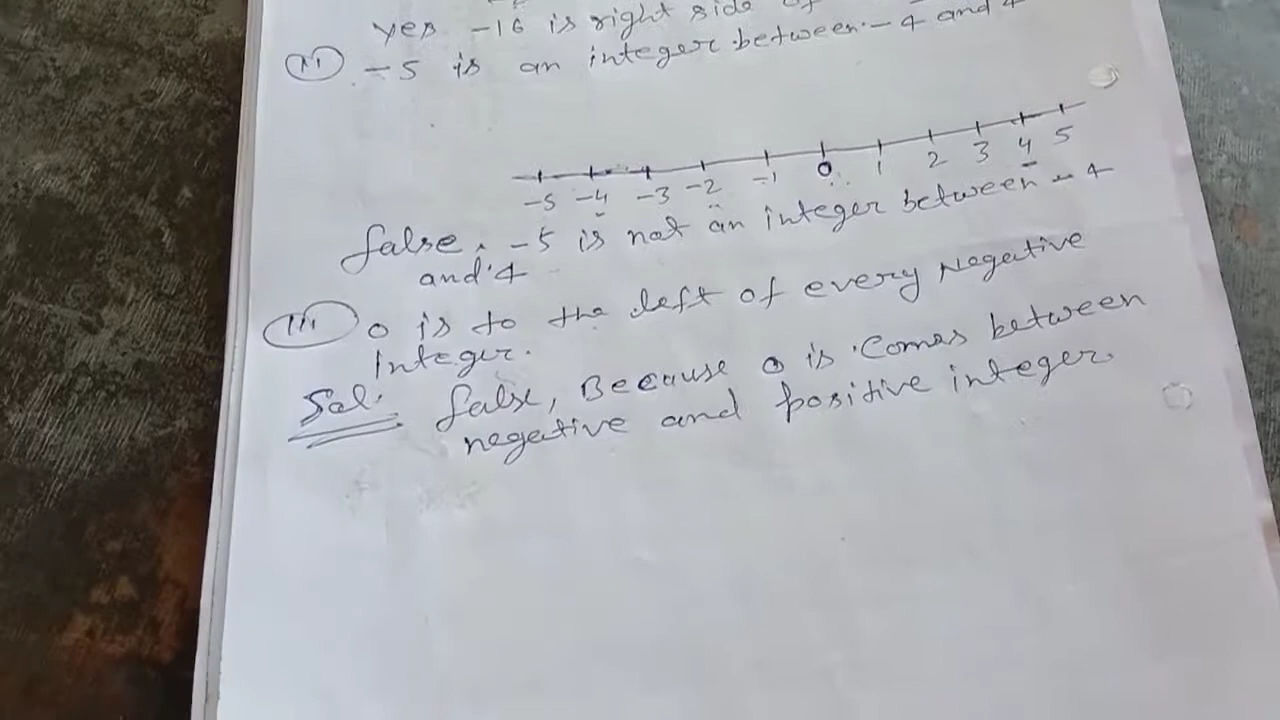 yes -16 is right side of
(ii) -5 is an integer between -4 and 4
-5 -4 -3 -2 -1 0 1 2 3 4 5
false. -5 is not an integer between -4
and 4
(iii) 0 is to the left of every Negative
integer.
Sol. false, Because 0 is comes between
negative and positive integer.